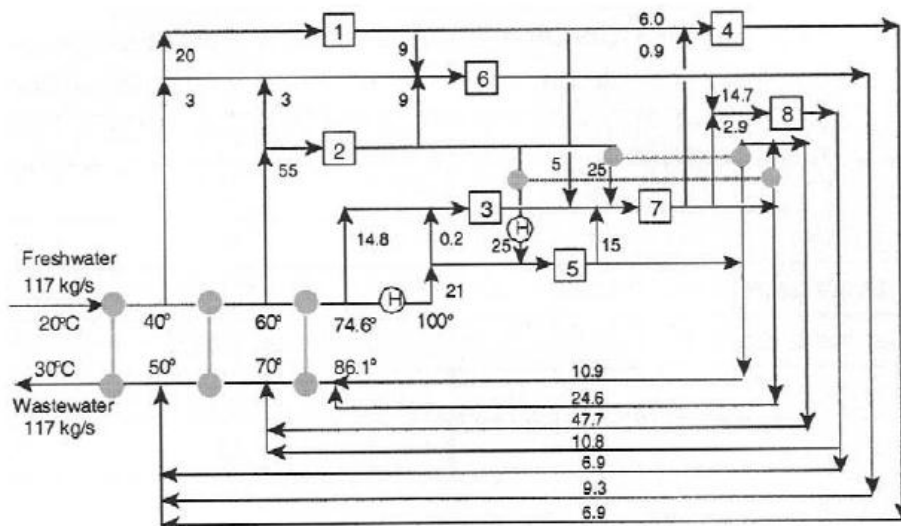 1
6.0
4
20
9
0.9
6
3
3
9
14.7
8
2
2.9
55
5
25
3
7
14.8
0.2
H
25
15
5
Freshwater
117 kg/s
21
H
20ºC
40º
60º
74.6º
100º
30ºC
50º
70º
86.1º
10.9
Wastewater
117 kg/s
24.6
47.7
10.8
6.9
9.3
6.9